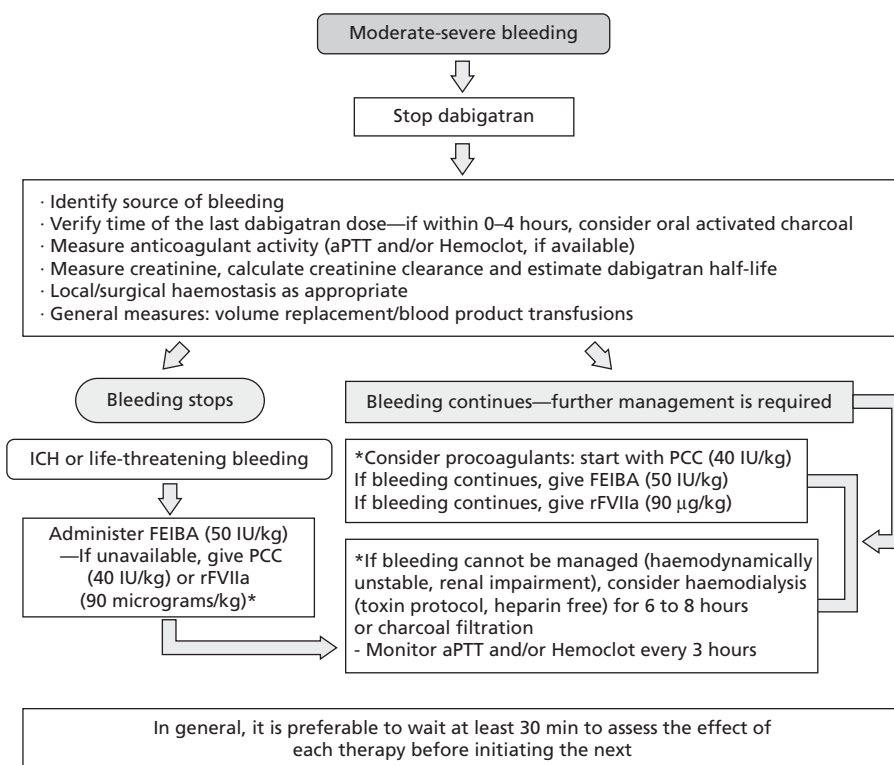 Moderate-severe bleeding
Stop dabigatran
· Identify source of bleeding
· Verify time of the last dabigatran dose—if within 0–4 hours, consider oral activated charcoal
· Measure anticoagulant activity (aPTT and/or Hemoclot, if available)
· Measure creatinine, calculate creatinine clearance and estimate dabigatran half-life
· Local/surgical haemostasis as appropriate
· General measures: volume replacement/blood product transfusions
Bleeding stops
Bleeding continues—further management is required
ICH or life-threatening bleeding
Administer FEIBA (50 IU/kg)
—If unavailable, give PCC
(40 IU/kg) or rFVIIa
(90 micrograms/kg)*
*Consider procoagulants: start with PCC (40 IU/kg)
If bleeding continues, give FEIBA (50 IU/kg)
If bleeding continues, give rFVIIa (90 μg/kg)
*If bleeding cannot be managed (haemodynamically
unstable, renal impairment), consider haemodialysis
(toxin protocol, heparin free) for 6 to 8 hours
or charcoal filtration
- Monitor aPTT and/or Hemoclot every 3 hours
In general, it is preferable to wait at least 30 min to assess the effect of
each therapy before initiating the next